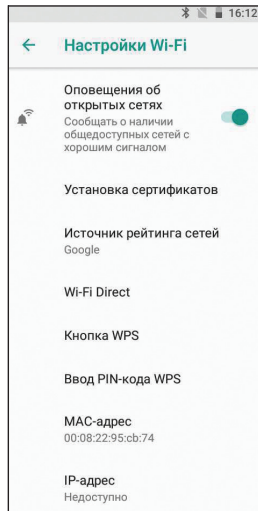 16:12
Настройки Wi-Fi
Оповещения об
открытых сетях
Сообщать о наличии
общедоступных сетей с
хорошим сигналом
Установка сертификатов
Источник рейтинга сетей
Google
Wi-Fi Direct
Кнопка WPS
Ввод PIN-кода WPS
MAC-адрес
00:08:22:95:cb:74
IP-адрес
Недоступно